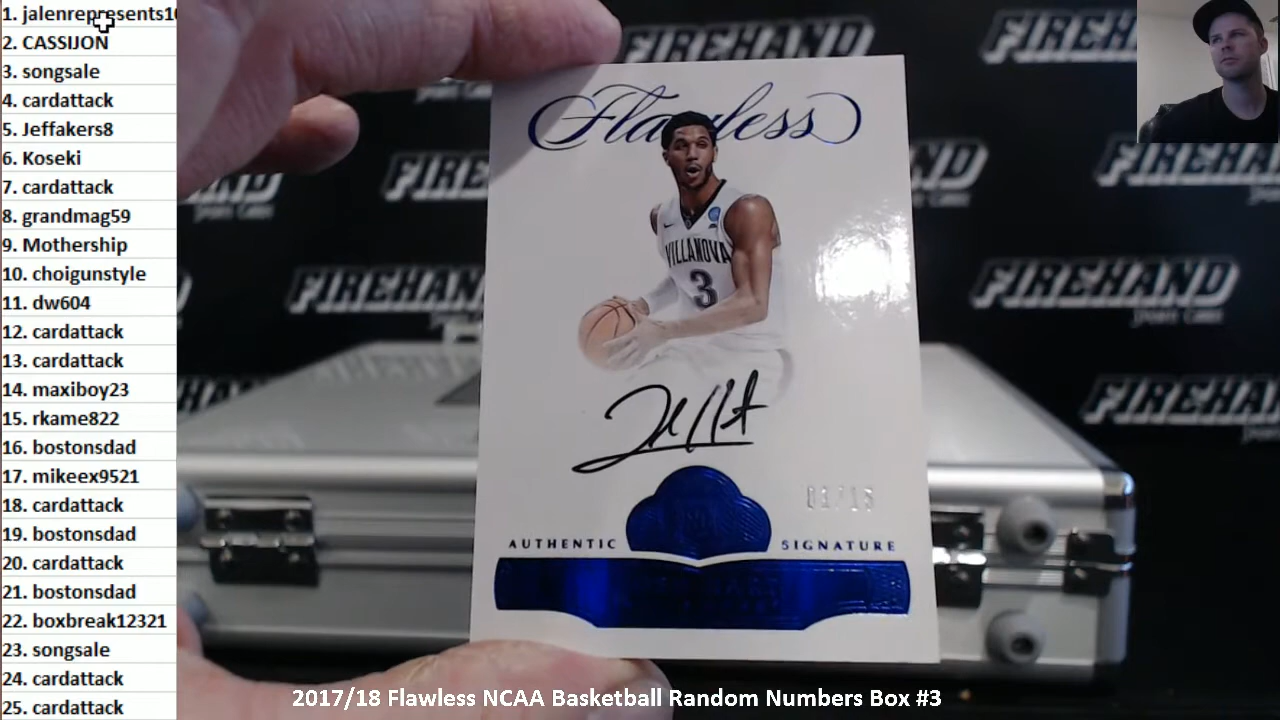 1. jalenrepresents1
2. CASSIJON
3. songsale
4. cardattack
5. Jeffakers8
6. Koseki
7. cardattack
8. grandmag59
9. Mothership
10. choigunstyle
11. dw604
12. cardattack
13. cardattack
14. maxiboy23
15. rkame822
16. bostonsdad
17. mikeex9521
18. cardattack
19. bostonsdad
20. cardattack
21. bostonsdad
22. boxbreak12321
23. songsale
24. cardattack
25. cardattack
FIREHAND
FIREHAND
FIREHAND
Flawless
VILLANOVA
3
AUTHENTIC SIGNATURE
2017/18 Flawless NCAA Basketball Random Numbers Box #3